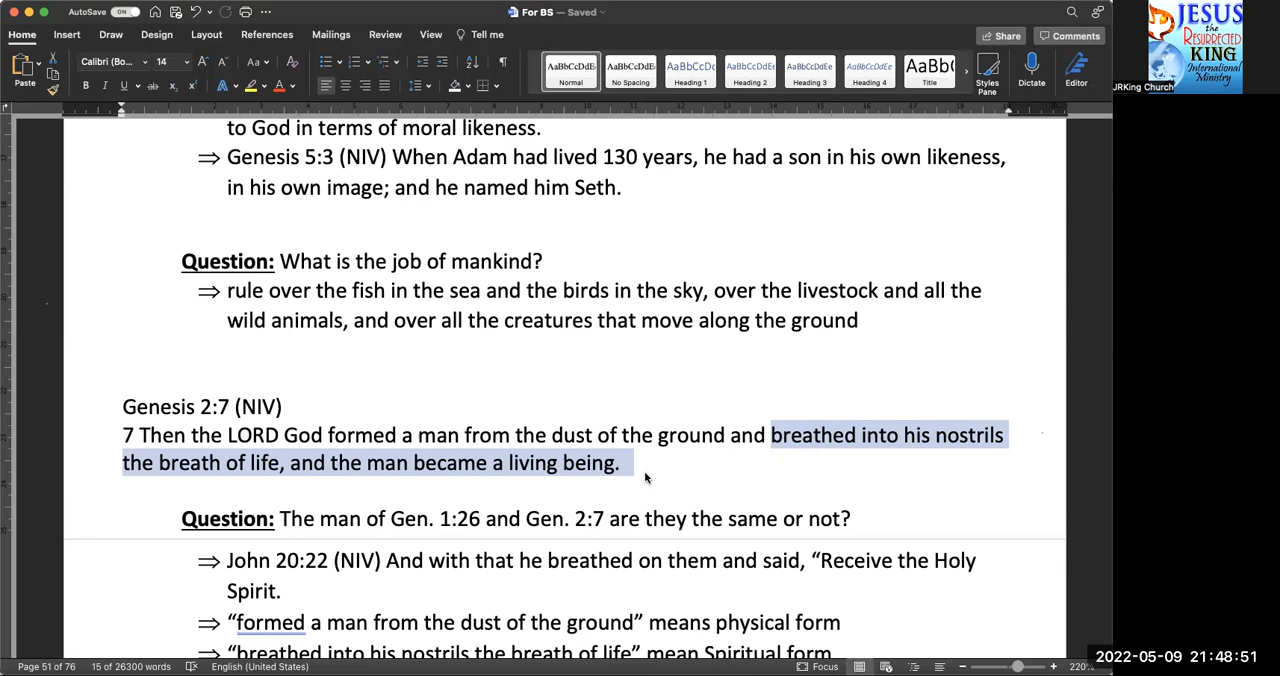 AutoSave ON
For BS — Saved
Home Insert Draw Design Layout References Mailings Review View Tell me
Share Comments
Paste
Calibri (Bo... 14
AaBbCcDdEe Normal
AaBbCcDdEe No Spacing
AaBbCcDc Heading 1
AaBbCcDdEe Heading 2
AaBbCcDdEe Heading 3
AaBbCcDdEe Heading 4
AaBb( Title
Styles Pane
Dictate
Editor
to God in terms of moral likeness.
⇒ Genesis 5:3 (NIV) When Adam had lived 130 years, he had a son in his own likeness,
in his own image; and he named him Seth.
Question: What is the job of mankind?
⇒ rule over the fish in the sea and the birds in the sky, over the livestock and all the
wild animals, and over all the creatures that move along the ground
Genesis 2:7 (NIV)
7 Then the LORD God formed a man from the dust of the ground and breathed into his nostrils
the breath of life, and the man became a living being.
Question: The man of Gen. 1:26 and Gen. 2:7 are they the same or not?
⇒ John 20:22 (NIV) And with that he breathed on them and said, “Receive the Holy
Spirit.
⇒ “formed a man from the dust of the ground” means physical form
⇒ “breathed into his nostrils the breath of life” mean Spiritual form
Page 51 of 76 15 of 26300 words English (United States) Focus 220%
JESUS
the
RESURRECTED
KING
International
Ministry
JRKing Church
2022-05-09 21:48:51